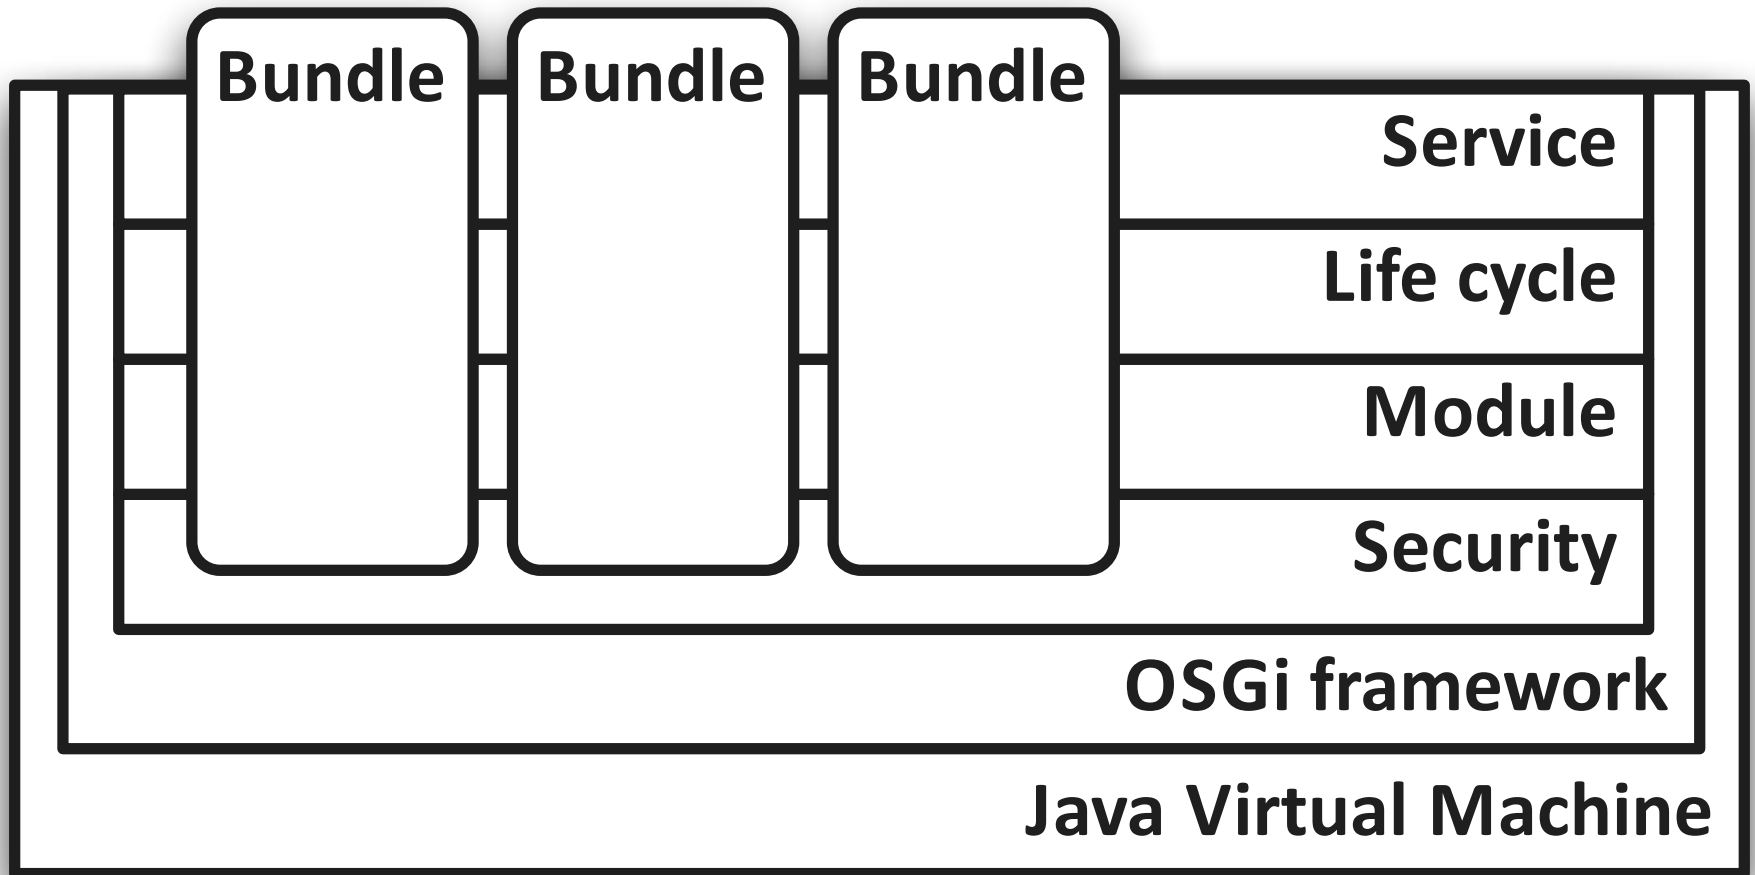 Bundle Bundle Bundle
Service
Life cycle
Module
Security
OSGi framework
Java Virtual Machine